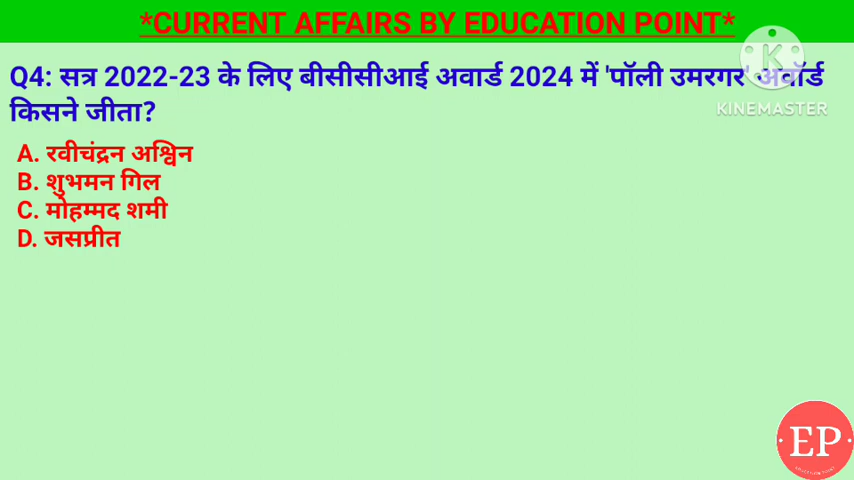 *CURRENT AFFAIRS BY EDUCATION POINT*
Q4: सत्र 2022-23 के लिए बीसीसीआई अवार्ड 2024 में 'पॉली उमरगर' अवॉर्ड
किसने जीता?
KINEMASTER
A. रवीचंद्रन अश्विन
B. शुभमन गिल
C. मोहम्मद शमी
D. जसप्रीत
EP